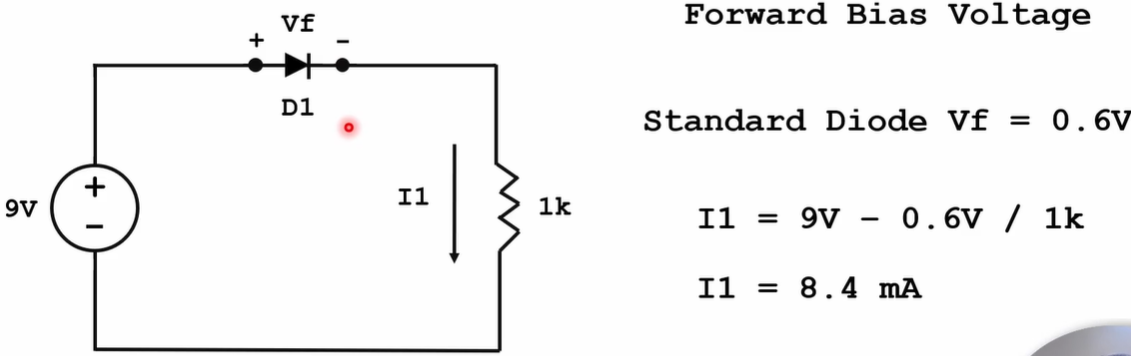 Forward Bias Voltage
Vf
+ -
D1
Standard Diode Vf = 0.6V
+
-
9V
I1
1k
I1 = 9V - 0.6V / 1k
I1 = 8.4 mA